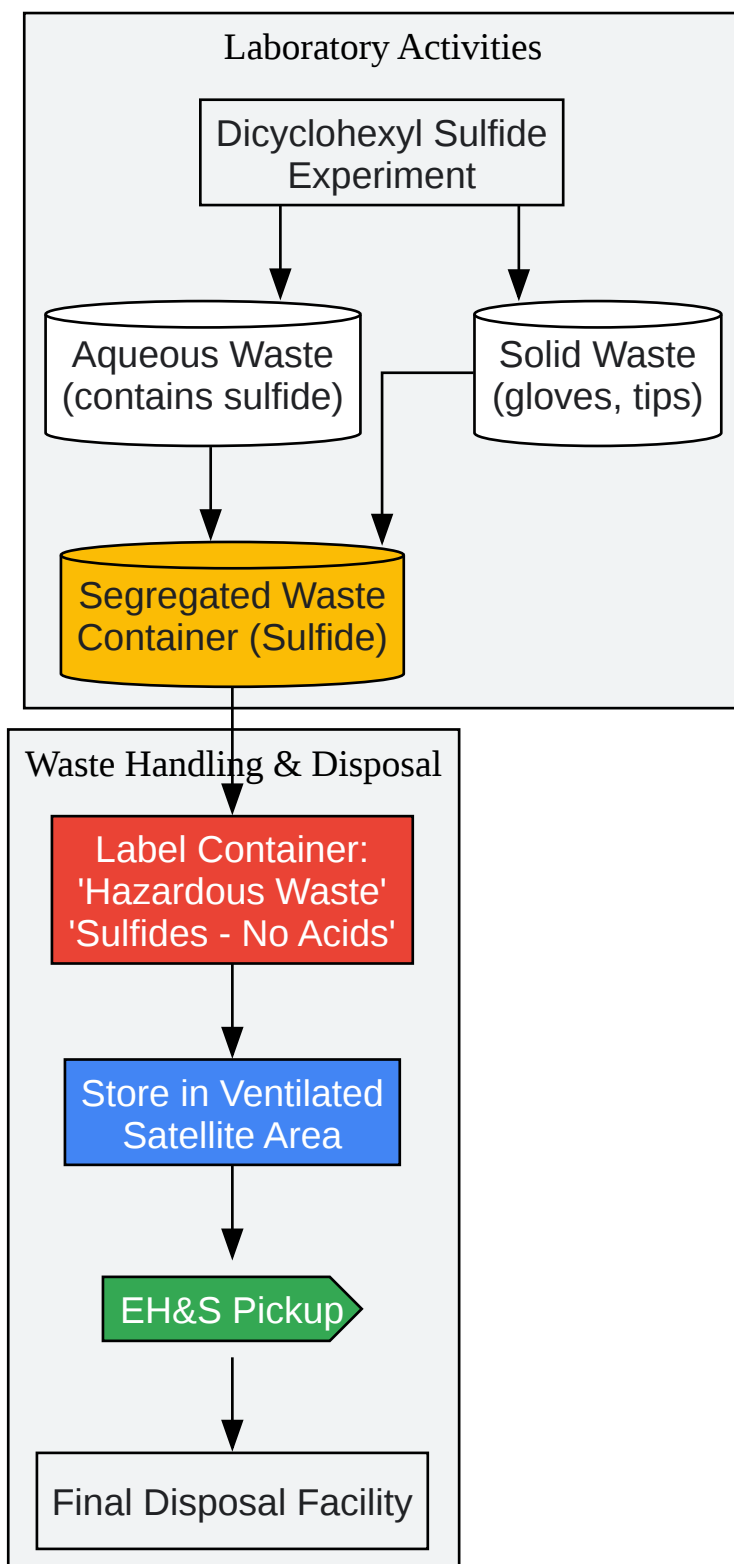 Laboratory Activities
Dicyclohexyl Sulfide
Experiment
Aqueous Waste
(contains sulfide)
Solid Waste
(gloves, tips)
Segregated Waste
Container (Sulfide)
Waste Handling & Disposal
Label Container:
'Hazardous Waste'
'Sulfides - No Acids'
Store in Ventilated
Satellite Area
EH&S Pickup
Final Disposal Facility